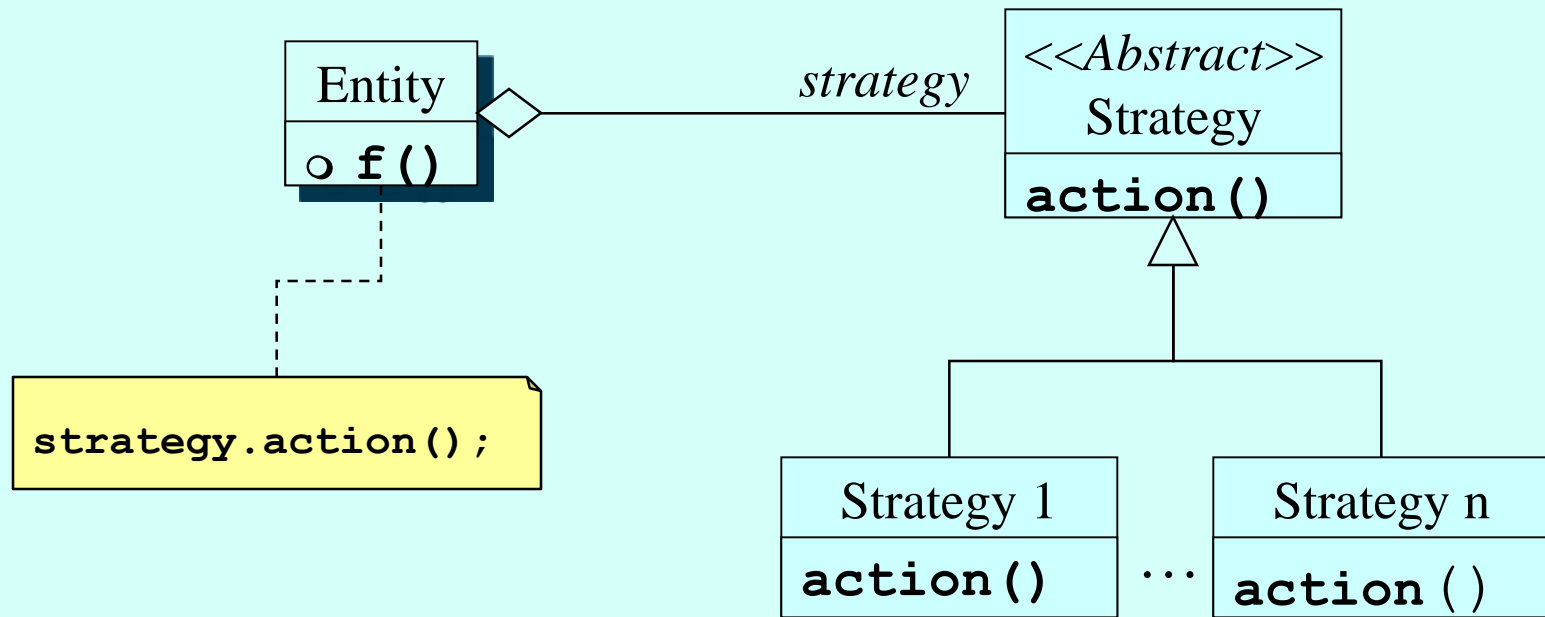 Entity
f()
strategy
<<Abstract>>
Strategy
action()
strategy.action();
Strategy 1
action()
...
Strategy n
action()